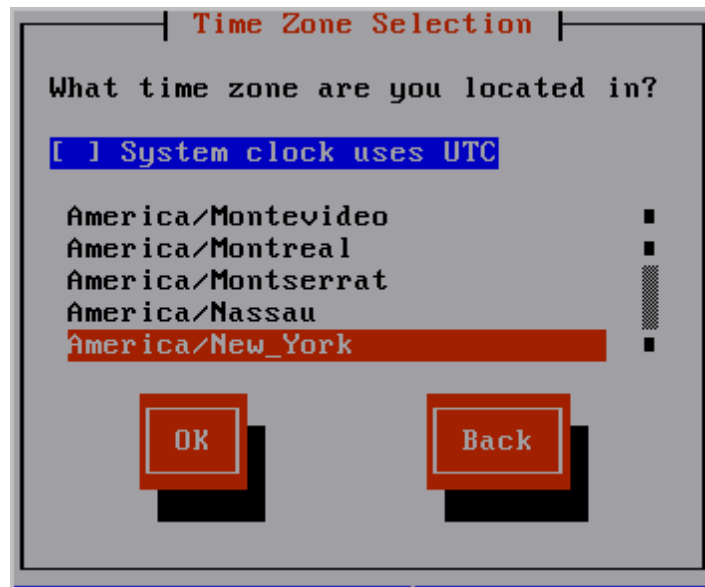 Time Zone Selection
What time zone are you located in?
[ ] System clock uses UTC
America/Montevideo
America/Montreal
America/Montserrat
America/Nassau
America/New_York
OK Back